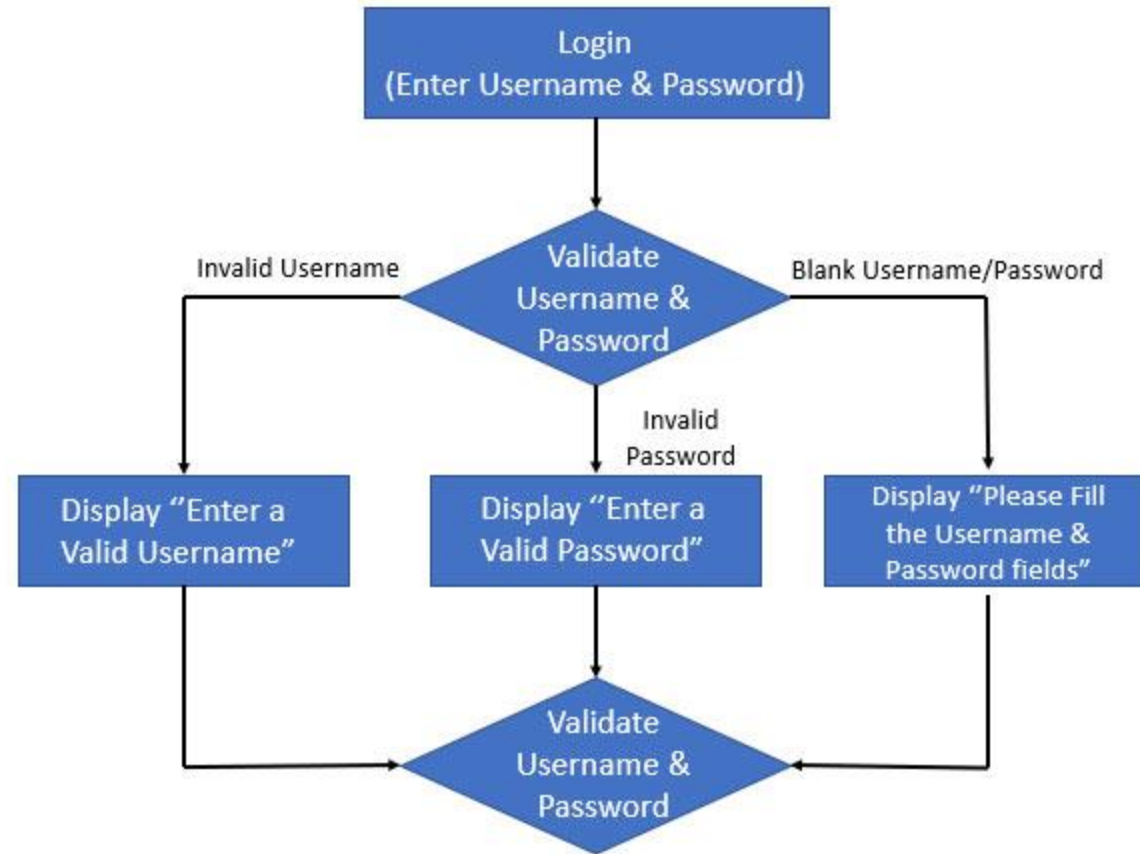 Login
(Enter Username & Password)
Validate
Username &
Password
Invalid Username
Blank Username/Password
Invalid
Password
Display “Enter a
Valid Username”
Display “Enter a
Valid Password”
Display “Please Fill
the Username &
Password fields”
Validate
Username &
Password